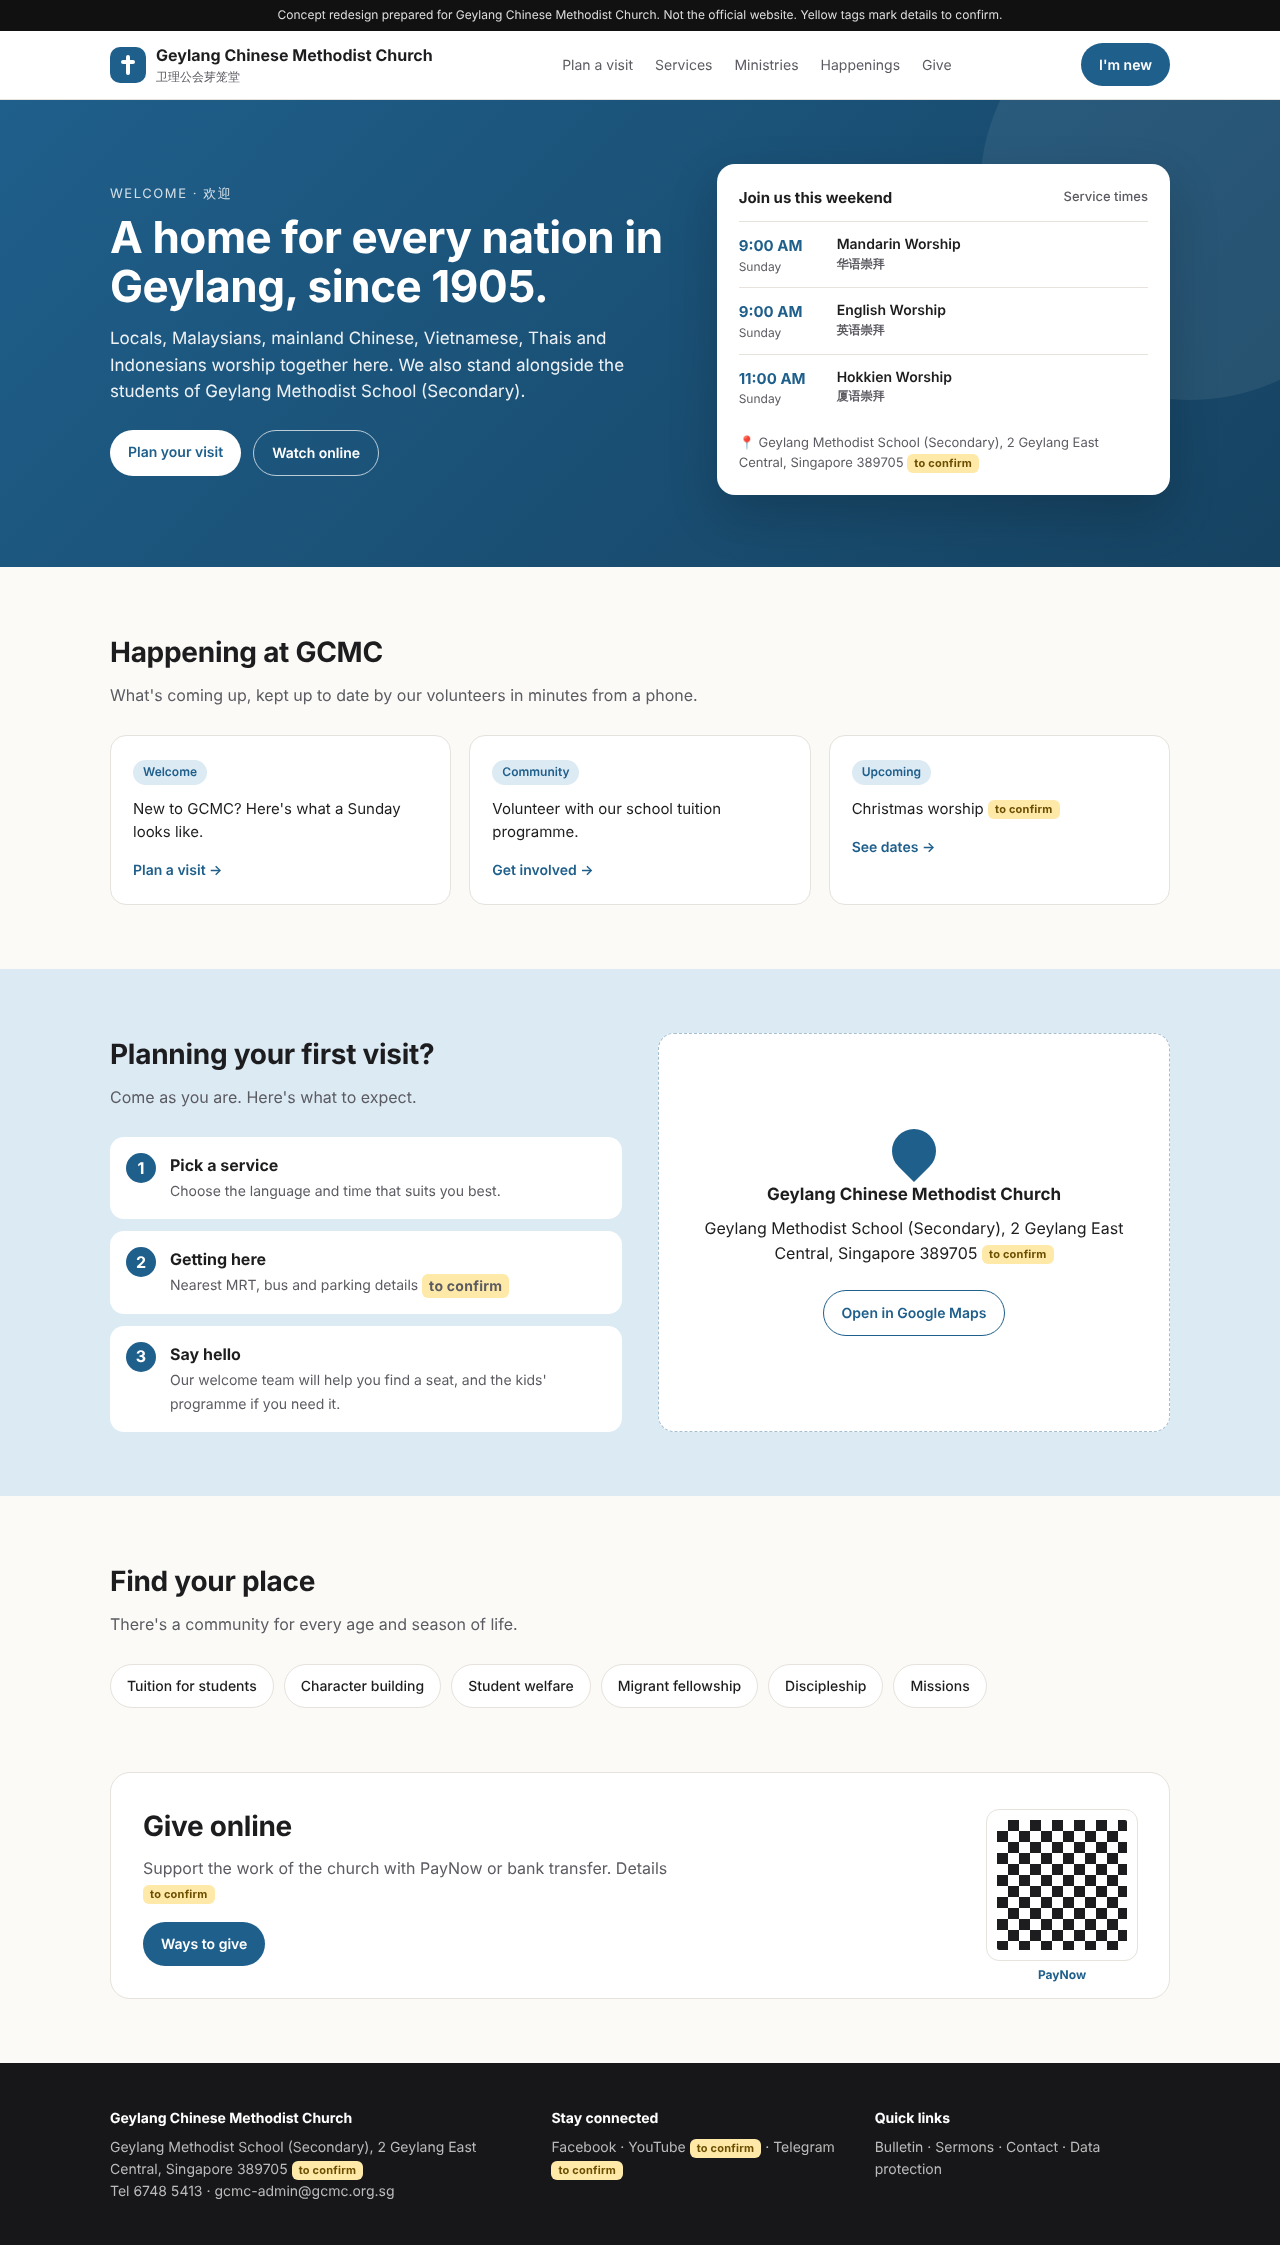 Concept redesign prepared for Geylang Chinese Methodist Church. Not the official website. Yellow tags mark details to confirm.
Geylang Chinese Methodist Church
卫理公会芽笼堂
Plan a visit Services Ministries Happenings Give
I'm new
WELCOME · 欢迎
A home for every nation in
Geylang, since 1905.
Locals, Malaysians, mainland Chinese, Vietnamese, Thais and
Indonesians worship together here. We also stand alongside the
students of Geylang Methodist School (Secondary).
Plan your visit
Watch online
Join us this weekend
Service times
9:00 AM
Sunday
Mandarin Worship
华语崇拜
9:00 AM
Sunday
English Worship
英语崇拜
11:00 AM
Sunday
Hokkien Worship
厦语崇拜
📍 Geylang Methodist School (Secondary), 2 Geylang East
Central, Singapore 389705 to confirm
Happening at GCMC
What's coming up, kept up to date by our volunteers in minutes from a phone.
Welcome
New to GCMC? Here's what a Sunday
looks like.
Plan a visit →
Community
Volunteer with our school tuition
programme.
Get involved →
Upcoming
Christmas worship to confirm
See dates →
Planning your first visit?
Come as you are. Here's what to expect.
1
Pick a service
Choose the language and time that suits you best.
2
Getting here
Nearest MRT, bus and parking details to confirm
3
Say hello
Our welcome team will help you find a seat, and the kids'
programme if you need it.
Geylang Chinese Methodist Church
Geylang Methodist School (Secondary), 2 Geylang East
Central, Singapore 389705 to confirm
Open in Google Maps
Find your place
There's a community for every age and season of life.
Tuition for students
Character building
Student welfare
Migrant fellowship
Discipleship
Missions
Give online
Support the work of the church with PayNow or bank transfer. Details
to confirm
Ways to give
PayNow
Geylang Chinese Methodist Church
Geylang Methodist School (Secondary), 2 Geylang East
Central, Singapore 389705 to confirm
Tel 6748 5413 · gcmc-admin@gcmc.org.sg
Stay connected
Facebook · YouTube to confirm · Telegram
to confirm
Quick links
Bulletin · Sermons · Contact · Data
protection